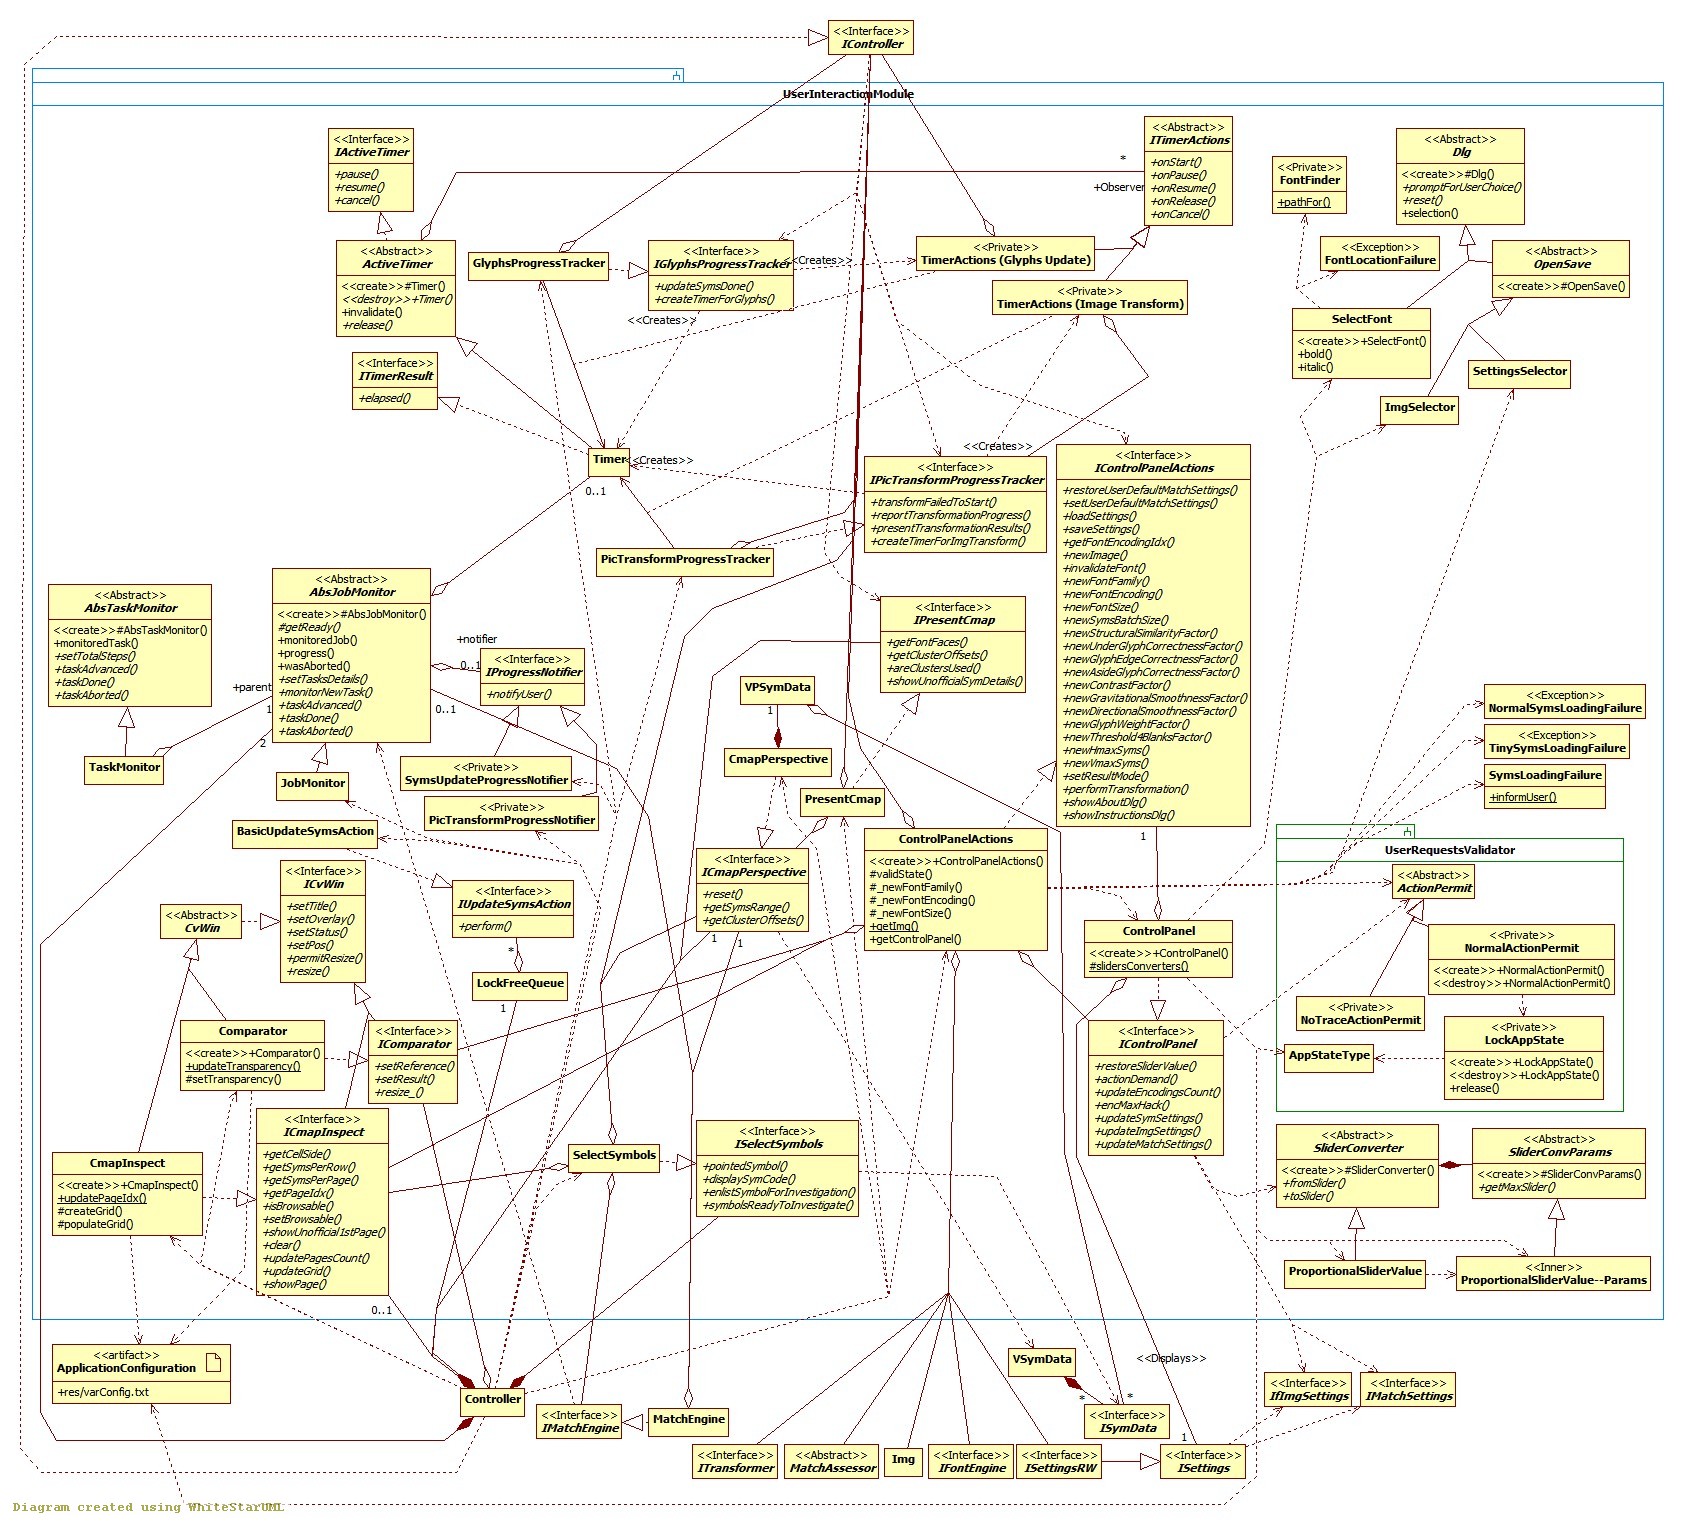 <<Interface>>
IController
UserInteractionModule
<<Interface>>
IActiveTimer
+pause()
+resume()
+cancel()
<<Abstract>>
ITimerActions
+onStart()
+onPause()
+onResume()
+onRelease()
+onCancel()
*
+Observer
<<Private>>
FontFinder
+pathFor()
<<Abstract>>
Dlg
<<create>>#Dlg()
+promptForUserChoice()
+reset()
+selection()
<<Abstract>>
ActiveTimer
<<create>>#Timer()
<<destroy>>+Timer()
+invalidate()
+release()
GlyphsProgressTracker
<<Interface>>
IGlyphsProgressTracker
+updateSymsDone()
+createTimerForGlyphs()
<<Creates>>
<<Private>>
TimerActions (Glyphs Update)
<<Exception>>
FontLocationFailure
<<Abstract>>
OpenSave
<<create>>#OpenSave()
<<Private>>
TimerActions (Image Transform)
<<Creates>>
SelectFont
<<create>>+SelectFont()
+bold()
+italic()
<<Interface>>
ITimerResult
+elapsed()
SettingsSelector
ImgSelector
Timer
<<Creates>>
0..1
<<Creates>>
<<Interface>>
IPicTransformProgressTracker
+transformFailedToStart()
+reportTransformationProgress()
+presentTransformationResults()
+createTimerForImgTransform()
<<Interface>>
IControlPanelActions
+restoreUserDefaultMatchSettings()
+setUserDefaultMatchSettings()
+loadSettings()
+saveSettings()
+getFontEncodingIdx()
+newImage()
+invalidateFont()
+newFontFamily()
+newFontEncoding()
+newFontSize()
+newSymsBatchSize()
+newStructuralSimilarityFactor()
+newUnderGlyphCorrectnessFactor()
+newGlyphEdgeCorrectnessFactor()
+newAsideGlyphCorrectnessFactor()
+newContrastFactor()
+newGravitationalSmoothnessFactor()
+newDirectionalSmoothnessFactor()
+newGlyphWeightFactor()
+newThreshold4BlanksFactor()
+newHmaxSyms()
+newVmaxSyms()
+setResultMode()
+performTransformation()
+showAboutDlg()
+showInstructionsDlg()
1
PicTransformProgressTracker
<<Abstract>>
AbsTaskMonitor
<<create>>#AbsTaskMonitor()
+monitoredTask()
+setTotalSteps()
+taskAdvanced()
+taskDone()
+taskAborted()
<<Abstract>>
AbsJobMonitor
<<create>>#AbsJobMonitor()
#getReady()
+monitoredJob()
+progress()
+wasAborted()
+setTasksDetails()
+monitorNewTask()
+taskAdvanced()
+taskDone()
+taskAborted()
+parent
1
2
+notifier
0..1
0..1
<<Interface>>
IProgressNotifier
+notifyUser()
<<Interface>>
IPresentCmap
+getFontFaces()
+getClusterOffsets()
+areClustersUsed()
+showUnofficialSymDetails()
VPSymData
1
CmapPerspective
TaskMonitor
JobMonitor
<<Private>>
SymsUpdateProgressNotifier
<<Private>>
PicTransformProgressNotifier
PresentCmap
<<Exception>>
NormalSymsLoadingFailure
<<Exception>>
TinySymsLoadingFailure
SymsLoadingFailure
+informUser()
BasicUpdateSymsAction
<<Interface>>
ICvWin
+setTitle()
+setOverlay()
+setStatus()
+setPos()
+permitResize()
+resize()
<<Abstract>>
CvWin
<<Interface>>
IUpdateSymsAction
+perform()
*
LockFreeQueue
1
<<Interface>>
ICmapPerspective
+reset()
+getSymsRange()
+getClusterOffsets()
1
1
ControlPanelActions
<<create>>+ControlPanelActions()
#validState()
#_newFontFamily()
#_newFontEncoding()
#_newFontSize()
+getImg()
+getControlPanel()
ControlPanel
<<create>>+ControlPanel()
#slidersConverters()
UserRequestsValidator
<<Abstract>>
ActionPermit
<<Private>>
NormalActionPermit
<<create>>+NormalActionPermit()
<<destroy>>+NormalActionPermit()
<<Private>>
NoTraceActionPermit
<<Private>>
LockAppState
<<create>>+LockAppState()
<<destroy>>+LockAppState()
+release()
AppStateType
Comparator
<<create>>+Comparator()
+updateTransparency()
#setTransparency()
<<Interface>>
IComparator
+setReference()
+setResult()
+resize_()
<<Interface>>
IControlPanel
+restoreSliderValue()
+actionDemand()
+updateEncodingsCount()
+encMaxHack()
+updateSymSettings()
+updateImgSettings()
+updateMatchSettings()
<<Interface>>
ICmapInspect
+getCellSide()
+getSymsPerRow()
+getSymsPerPage()
+getPageIdx()
+isBrowsable()
+setBrowsable()
+showUnofficial1stPage()
+clear()
+updatePagesCount()
+updateGrid()
+showPage()
0..1
CmapInspect
<<create>>+CmapInspect()
+updatePageIdx()
#createGrid()
#populateGrid()
SelectSymbols
<<Interface>>
ISelectSymbols
+pointedSymbol()
+displaySymCode()
+enlistSymbolForInvestigation()
+symbolsReadyToInvestigate()
<<Abstract>>
SliderConverter
<<create>>#SliderConverter()
+fromSlider()
+toSlider()
<<Abstract>>
SliderConvParams
<<create>>#SliderConvParams()
+getMaxSlider()
ProportionalSliderValue
<<Inner>>
ProportionalSliderValue--Params
<<artifact>>
ApplicationConfiguration
+res/varConfig.txt
Controller
<<Interface>>
IMatchEngine
MatchEngine
VSymData
*
*
<<Displays>>
<<Interface>>
ISymData
<<Interface>>
IfImgSettings
<<Interface>>
IMatchSettings
<<Interface>>
ITransformer
<<Abstract>>
MatchAssessor
Img
<<Interface>>
IFontEngine
<<Interface>>
ISettingsRW
1
<<Interface>>
ISettings
Diagram created using WhiteStarUML